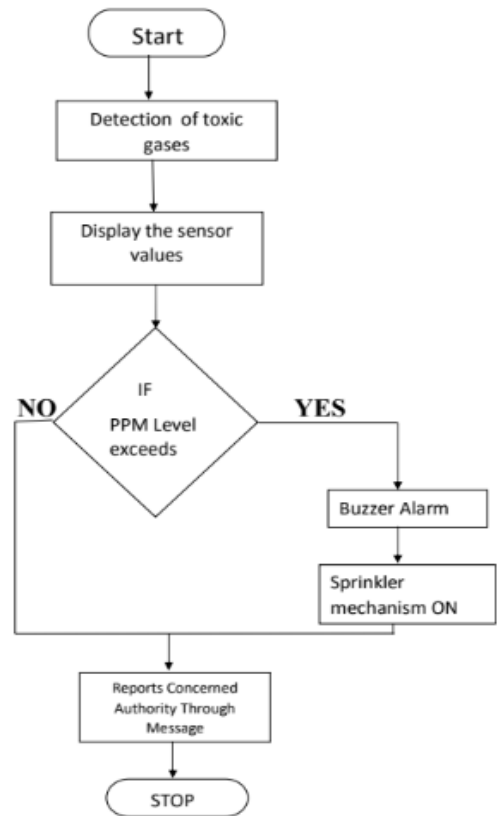 Start
Detection of toxic
gases
Display the sensor
values
IF
NO
YES
PPM Level
exceeds
Buzzer Alarm
Sprinkler
mechanism ON
Reports Concerned
Authority Through
Message
STOP